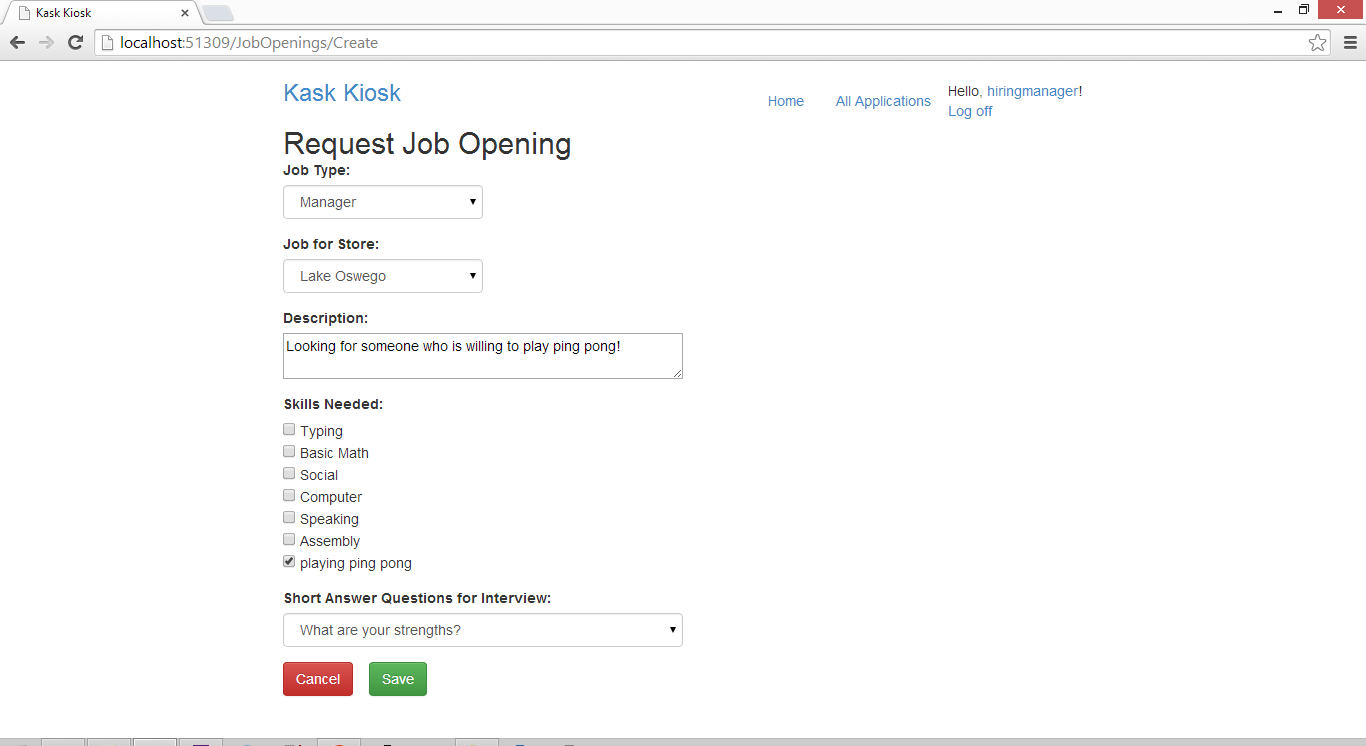 Kask Kiosk
localhost:51309/JobOpenings/Create
Kask Kiosk
Home All Applications Hello, hiringmanager!
Log off
Request Job Opening
Job Type:
Manager
Job for Store:
Lake Oswego
Description:
Looking for someone who is willing to play ping pong!
Skills Needed:
Typing
Basic Math
Social
Computer
Speaking
Assembly
playing ping pong
Short Answer Questions for Interview:
What are your strengths?
Cancel Save